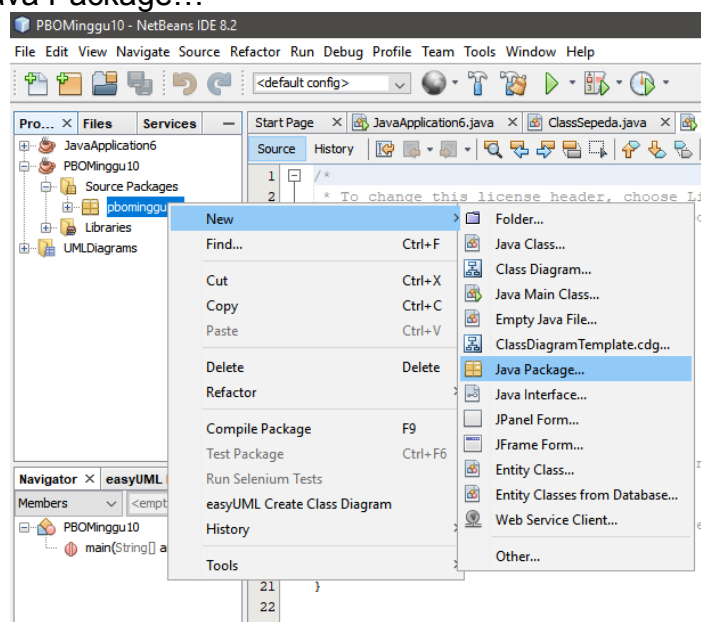 ava Package...
PBOMinggu10 - NetBeans IDE 8.2
File Edit View Navigate Source Refactor Run Debug Profile Team Tools Window Help
<default config>
Pro... Files Services
Start Page JavaApplication6.java ClassSepeda.java
Source History
JavaApplication6
PBOMinggu10
Source Packages
pbominggu
Libraries
UMLDiagrams
1 /*
2 * To change this license header, choose Li
New
Find... Ctrl+F
Cut Ctrl+X
Copy Ctrl+C
Paste Ctrl+V
Delete Delete
Refactor
Compile Package F9
Test Package Ctrl+F6
Run Selenium Tests
easyUML Create Class Diagram
History
Tools
Folder...
Java Class...
Class Diagram...
Java Main Class...
Empty Java File...
ClassDiagramTemplate.cdg...
Java Package...
Java Interface...
JPanel Form...
JFrame Form...
Entity Class...
Entity Classes from Database...
Web Service Client...
Other...
Navigator easyUML
Members <empt
PBOMinggu10
main(String[] a
21 }
22